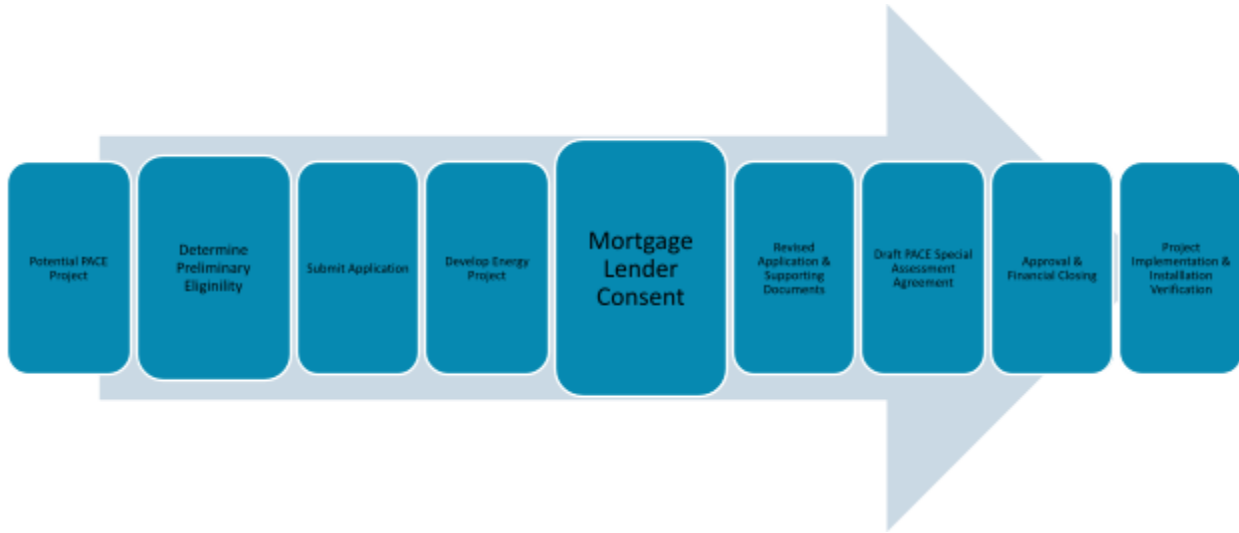 Potential PACE
Project
Determine
Preliminary
Eliginility
Submit Application
Develop Energy
Project
Mortgage
Lender
Consent
Revised
Application &
Supporting
Documents
Draft PACE Special
Assessment
Agreement
Approval &
Financial Closing
Project
Implementation &
Installlation
Verification